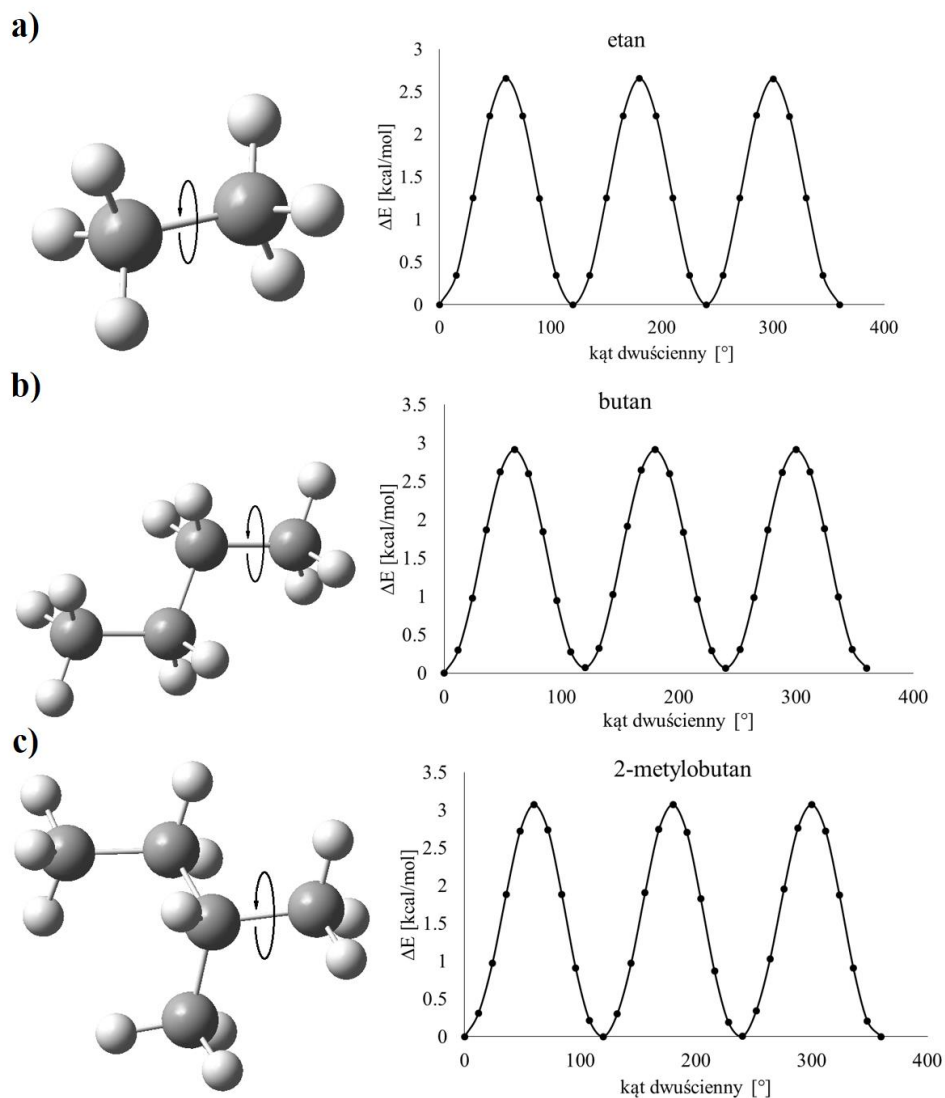 a)
etan
3
2.5
2
1.5
1
0.5
0
ΔE [kcal/mol]
0 100 200 300 400
kąt dwuścienny [°]
b)
butan
3.5
3
2.5
2
1.5
1
0.5
0
ΔE [kcal/mol]
0 100 200 300 400
kąt dwuścienny [°]
c)
2-metylobutan
3.5
3
2.5
2
1.5
1
0.5
0
ΔE [kcal/mol]
0 100 200 300 400
kąt dwuścienny [°]